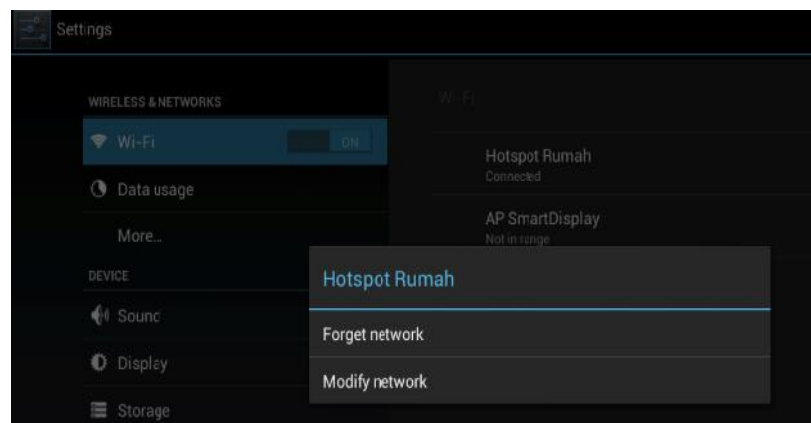 Settings
WIRELESS & NETWORKS
Wi-Fi
ON
Data usage
More...
DEVICE
Sound
Display
Storage
Wi-Fi
Hotspot Rumah
Connected
AP SmartDisplay
Not in range
Hotspot Rumah
Forget network
Modify network